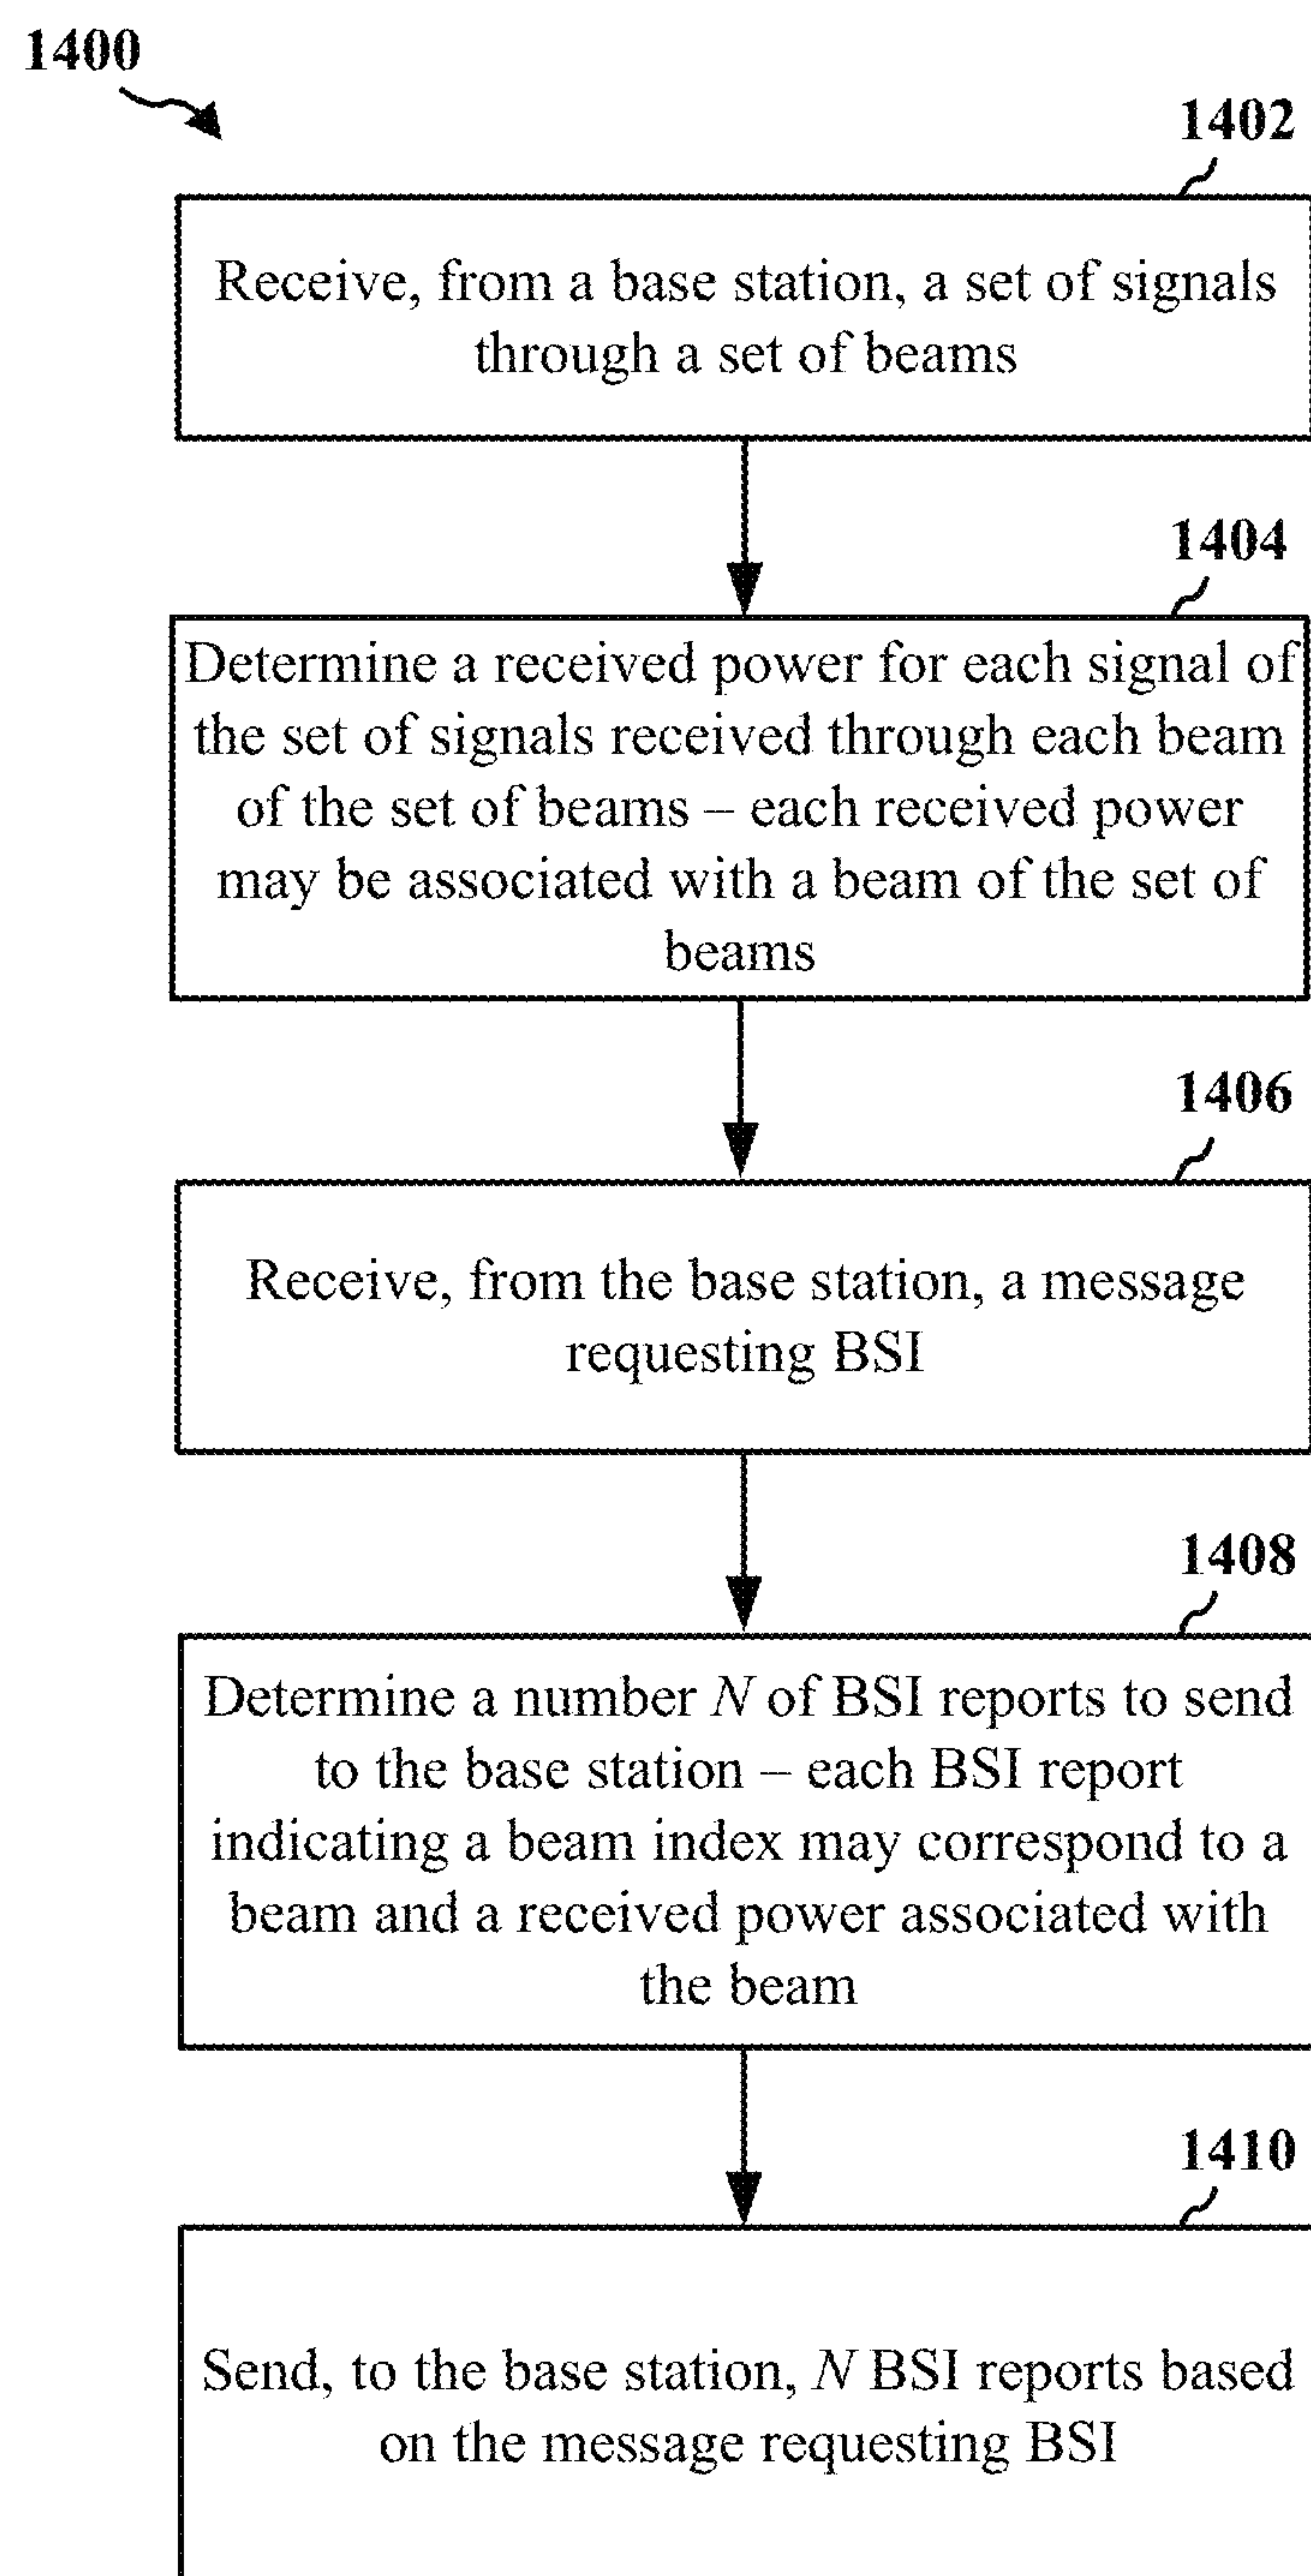 1400
1402
Receive, from a base station, a set of signals
through a set of beams
1404
Determine a received power for each signal of
the set of signals received through each beam
of the set of beams – each received power
may be associated with a beam of the set of
beams
1406
Receive, from the base station, a message
requesting BSI
1408
Determine a number N of BSI reports to send
to the base station – each BSI report
indicating a beam index may correspond to a
beam and a received power associated with
the beam
1410
Send, to the base station, N BSI reports based
on the message requesting BSI